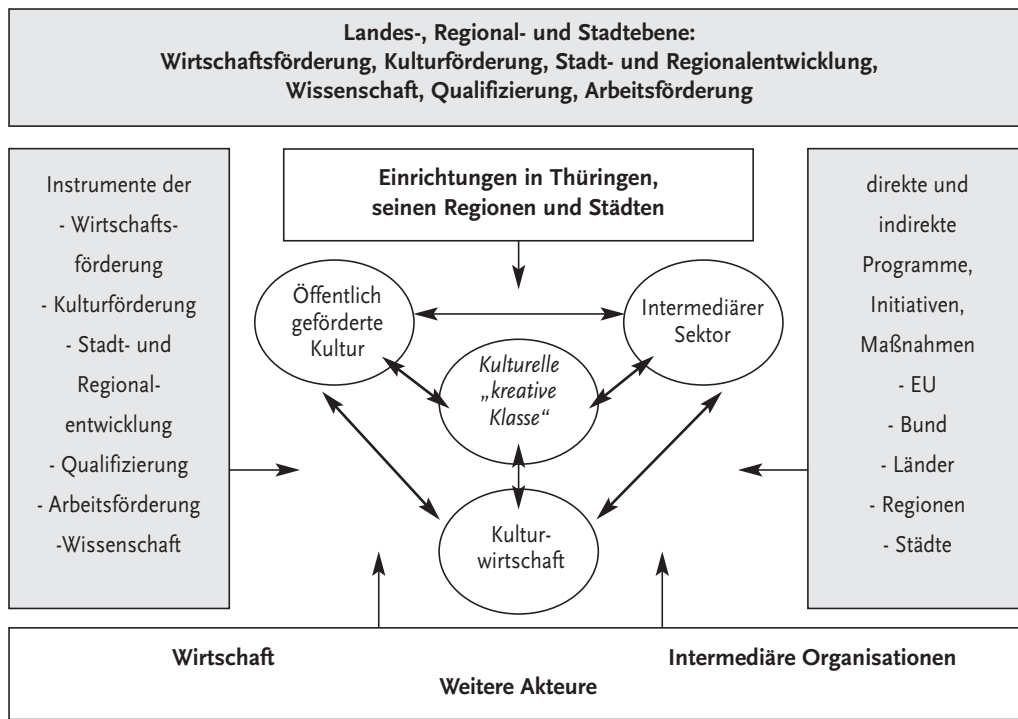 Landes-, Regional- und Stadtebene:
Wirtschaftsförderung, Kulturförderung, Stadt- und Regionalentwicklung,
Wissenschaft, Qualifizierung, Arbeitsförderung
Instrumente der
- Wirtschafts-
förderung
- Kulturförderung
- Stadt- und
Regional-
entwicklung
- Qualifizierung
- Arbeitsförderung
-Wissenschaft
Einrichtungen in Thüringen,
seinen Regionen und Städten
Öffentlich
geförderte
Kultur
Intermediärer
Sektor
Kulturelle
„kreative
Klasse“
Kultur-
wirtschaft
direkte und
indirekte
Programme,
Initiativen,
Maßnahmen
- EU
- Bund
- Länder
- Regionen
- Städte
Wirtschaft
Intermediäre Organisationen
Weitere Akteure